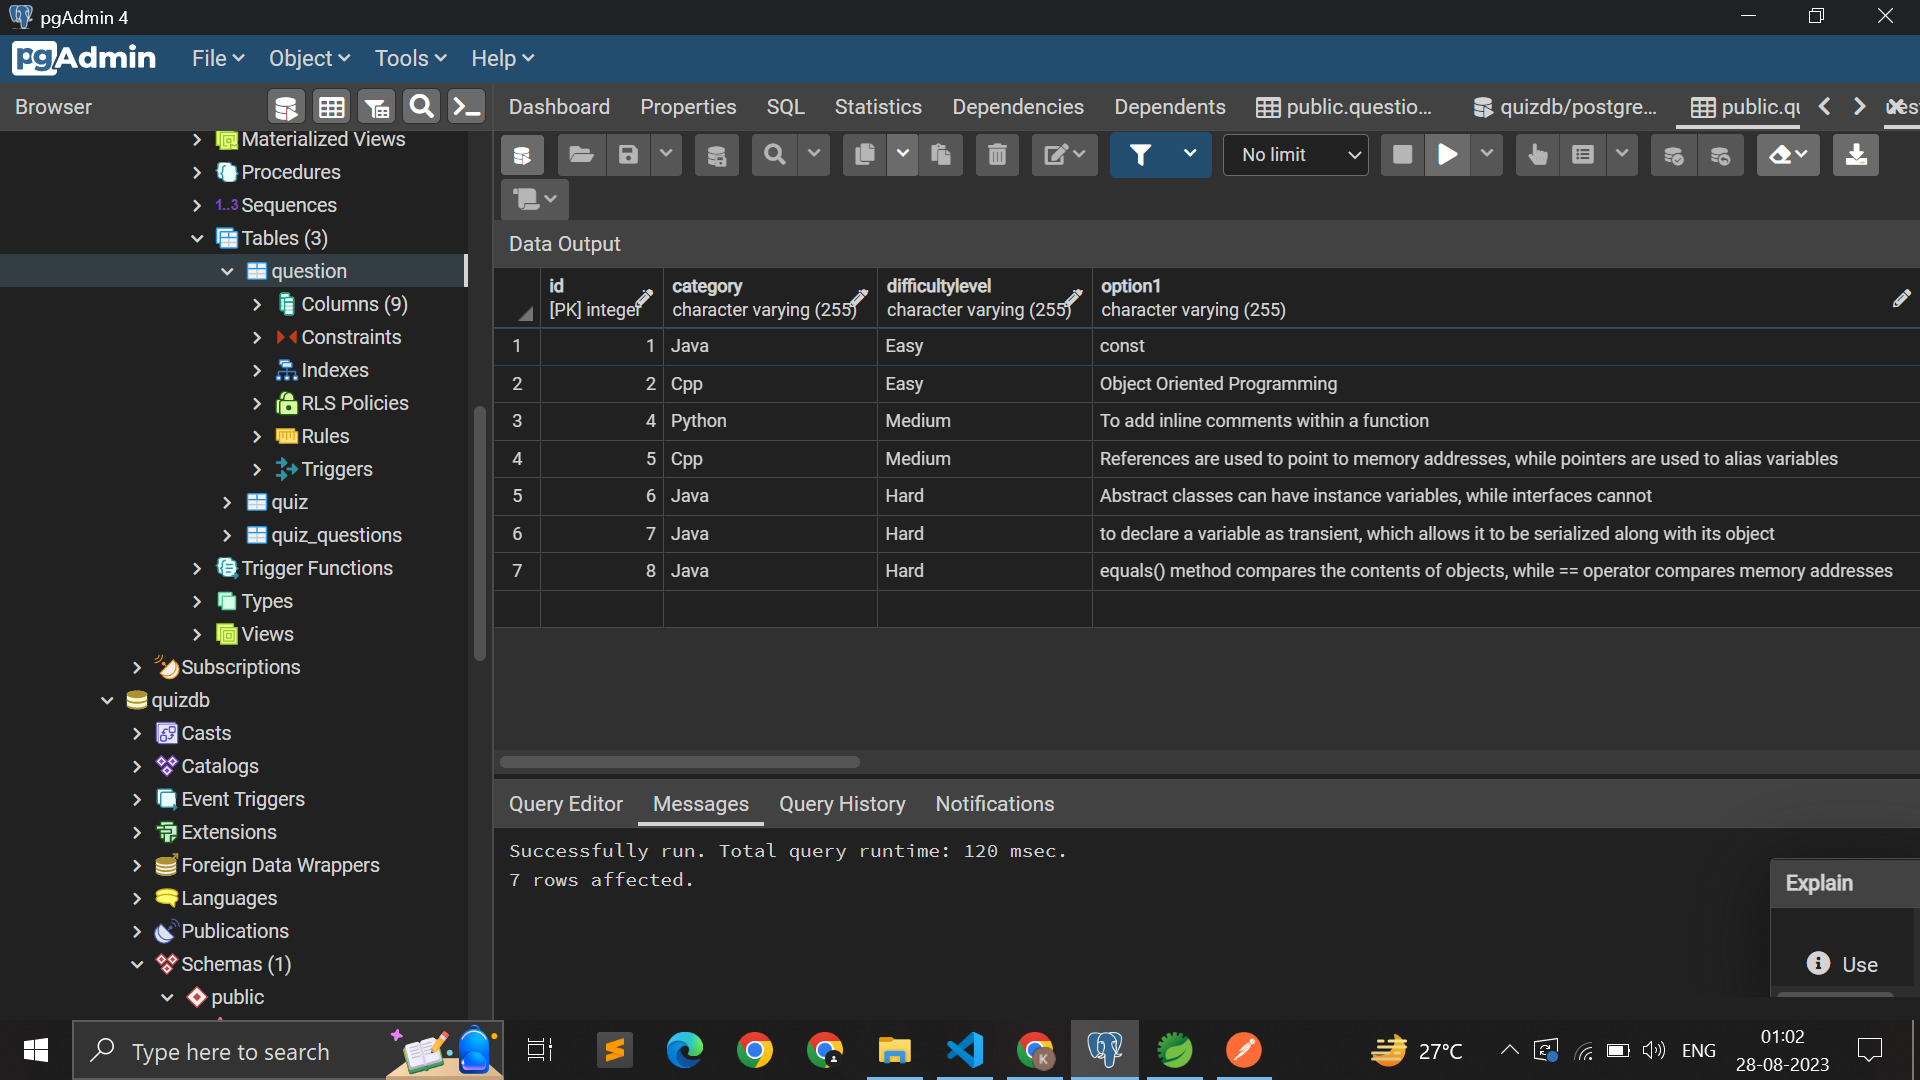 pgAdmin 4
pgAdmin File Object Tools Help
Browser
Dashboard Properties SQL Statistics Dependencies Dependents public.questio... quizdb/postgre... public.qu
No limit
Materialized Views
Procedures
1..3 Sequences
Tables (3)
question
Columns (9)
Constraints
Indexes
RLS Policies
Rules
Triggers
quiz
quiz_questions
Trigger Functions
Types
Views
Subscriptions
quizdb
Casts
Catalogs
Event Triggers
Extensions
Foreign Data Wrappers
Languages
Publications
Schemas (1)
public
Data Output
id category difficultylevel option1
[PK] integer character varying (255) character varying (255) character varying (255)
1 1 Java Easy const
2 2 Cpp Easy Object Oriented Programming
3 4 Python Medium To add inline comments within a function
4 5 Cpp Medium References are used to point to memory addresses, while pointers are used to alias variables
5 6 Java Hard Abstract classes can have instance variables, while interfaces cannot
6 7 Java Hard to declare a variable as transient, which allows it to be serialized along with its object
7 8 Java Hard equals() method compares the contents of objects, while == operator compares memory addresses
Query Editor Messages Query History Notifications
Successfully run. Total query runtime: 120 msec.
7 rows affected.
Explain
Use
Type here to search
K
27°C
ENG
01:02
28-08-2023